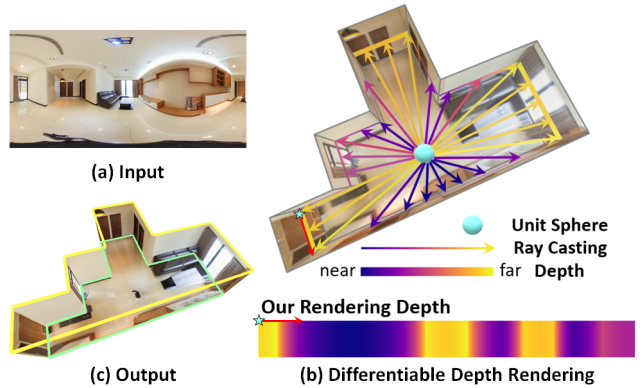 (a) Input
Unit Sphere
Ray Casting
near far Depth
Our Rendering Depth
(c) Output
(b) Differentiable Depth Rendering